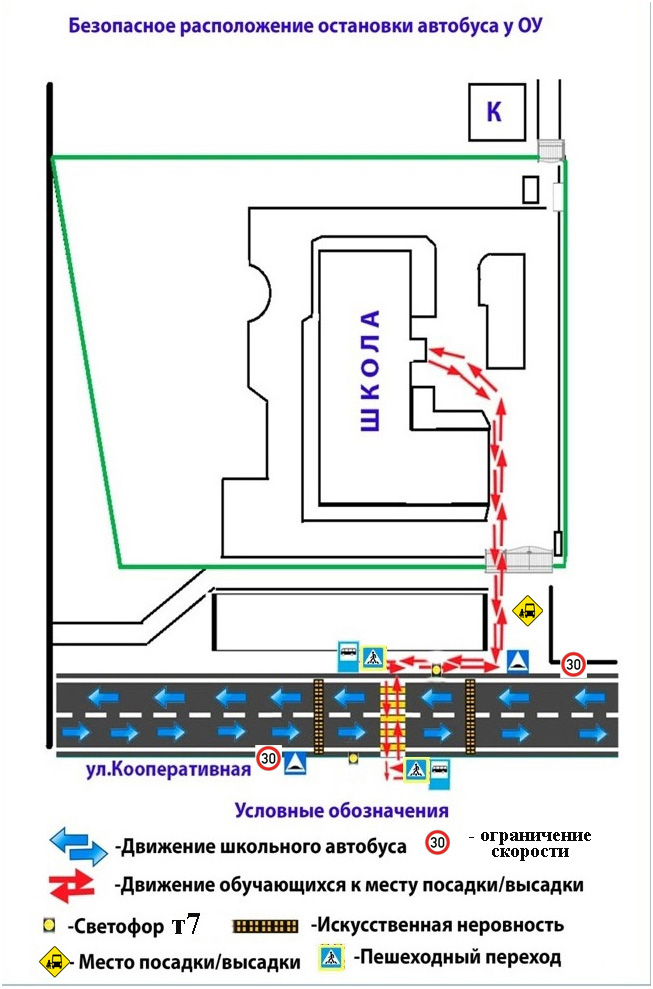 Безопасное расположение остановки автобуса у ОУ
К
ШКОЛА
30
30
ул.Кооперативная
Условные обозначения
-Движение школьного автобуса
30
- ограничение
скорости
-Движение обучающихся к месту посадки/высадки
-Светофор т7
-Искусственная неровность
- Место посадки/высадки
-Пешеходный переход